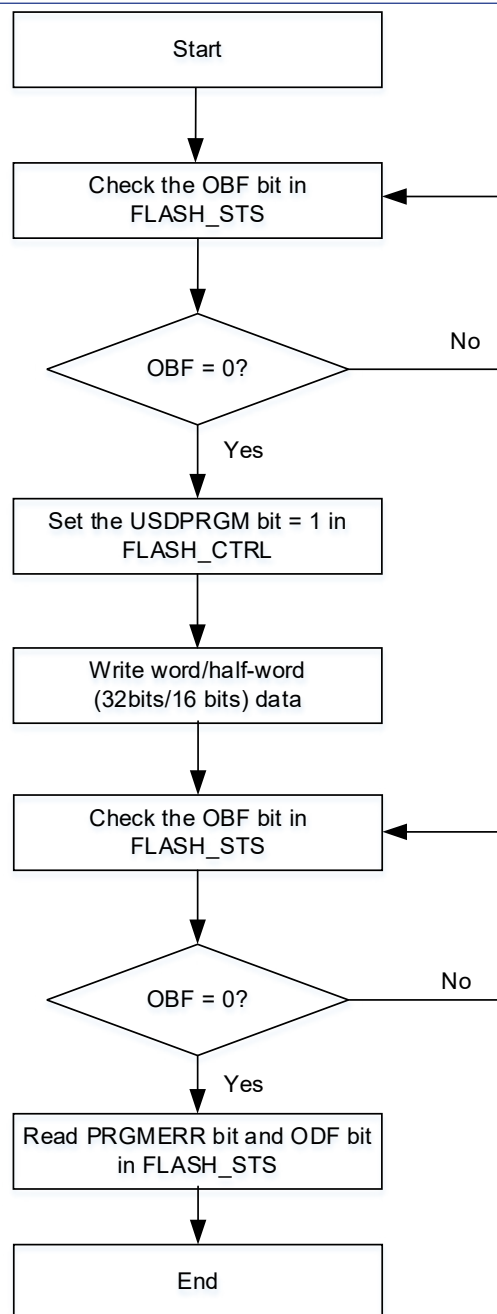 Start
Check the OBF bit in
FLASH_STS
OBF = 0?
No
Yes
Set the USDPRGM bit = 1 in
FLASH_CTRL
Write word/half-word
(32bits/16 bits) data
Check the OBF bit in
FLASH_STS
OBF = 0?
No
Yes
Read PRGMERR bit and ODF bit
in FLASH_STS
End